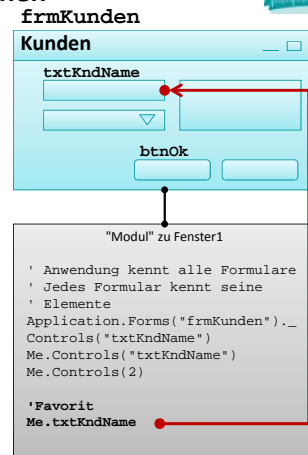 frmKunden
Kunden
txtKndName
btnOk
"Modul" zu Fenster1
' Anwendung kennt alle Formulare
' Jedes Formular kennt seine
' Elemente
Application.Forms("frmKunden")._
Controls("txtKndName")
Me.Controls("txtKndName")
Me.Controls(2)
'Favorit
Me.txtKndName